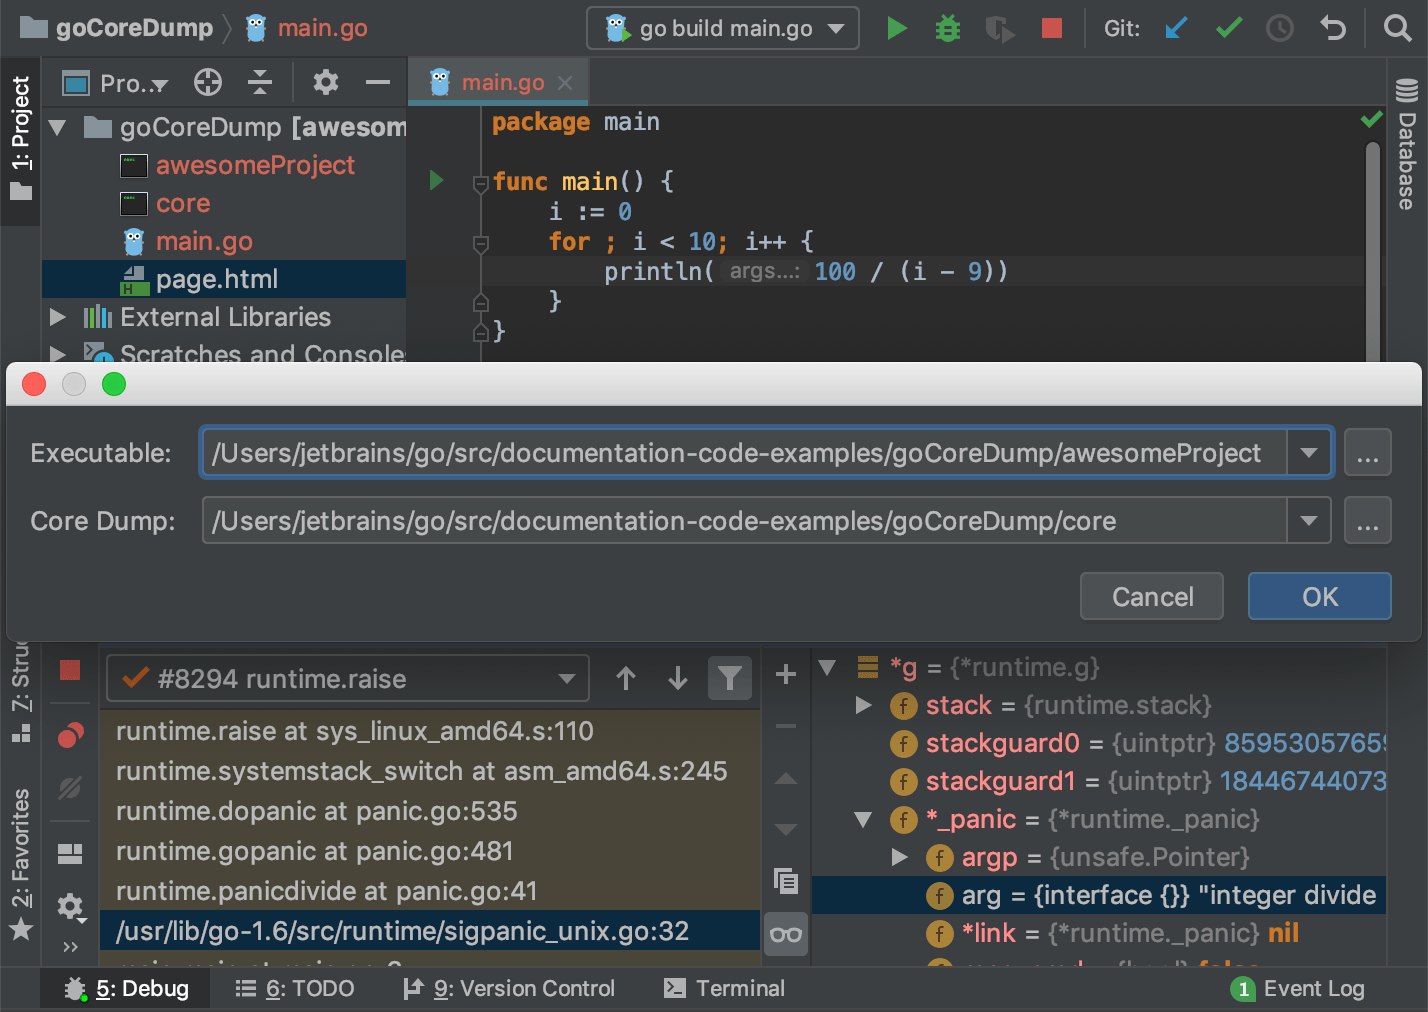 goCoreDump main.go go build main.go Git:
1: Project
Pro...
main.go
goCoreDump [awesom
awesomeProject
core
main.go
page.html
External Libraries
Scratches and Console
package main
func main() {
i := 0
for ; i < 10; i++ {
println( args...: 100 / (i - 9))
}
}
Database
Executable: /Users/jetbrains/go/src/documentation-code-examples/goCoreDump/awesomeProject ...
Core Dump: /Users/jetbrains/go/src/documentation-code-examples/goCoreDump/core ...
Cancel OK
7: Struc
2: Favorites
#8294 runtime.raise
runtime.raise at sys_linux_amd64.s:110
runtime.systemstack_switch at asm_amd64.s:245
runtime.dopanic at panic.go:535
runtime.gopanic at panic.go:481
runtime.panicdivide at panic.go:41
/usr/lib/go-1.6/src/runtime/sigpanic_unix.go:32
*g = {*runtime.g}
stack = {runtime.stack}
stackguard0 = {uintptr} 85953057659
stackguard1 = {uintptr} 18446744073
*_panic = {*runtime._panic}
argp = {unsafe.Pointer}
arg = {interface {}} "integer divide
*link = {*runtime._panic} nil
5: Debug 6: TODO 9: Version Control Terminal 1 Event Log